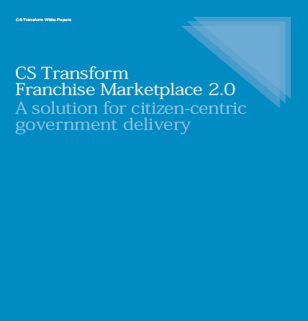 CS Transform White Papers
CS Transform
Franchise Marketplace 2.0
A solution for citizen-centric
government delivery